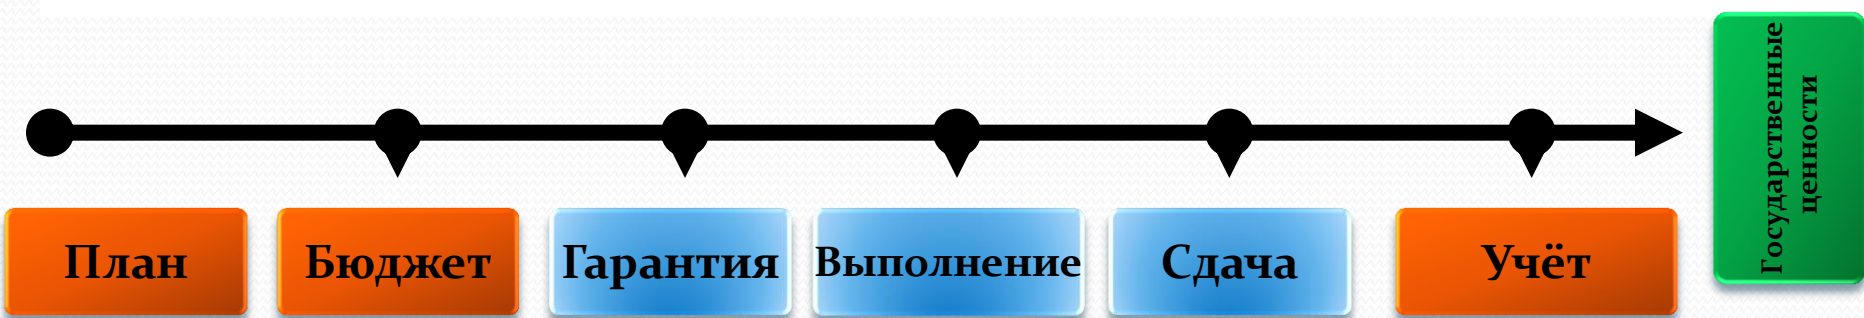 План
Бюджет
Гарантия
Выполнение
Сдача
Учёт
Государственные
ценности